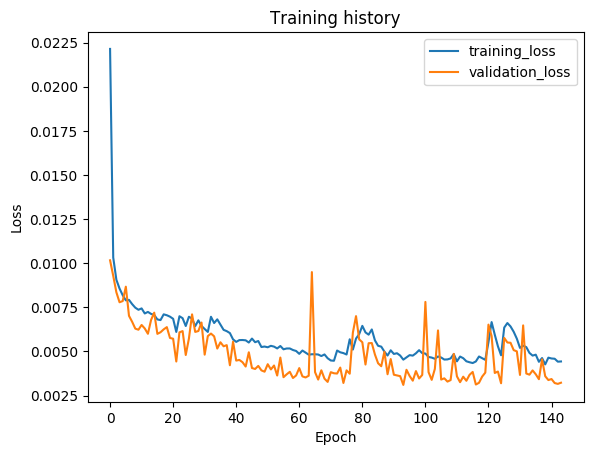 Training history
training_loss
validation_loss
0.0225
0.0200
0.0175
0.0150
0.0125
0.0100
0.0075
0.0050
0.0025
Loss
0 20 40 60 80 100 120 140
Epoch